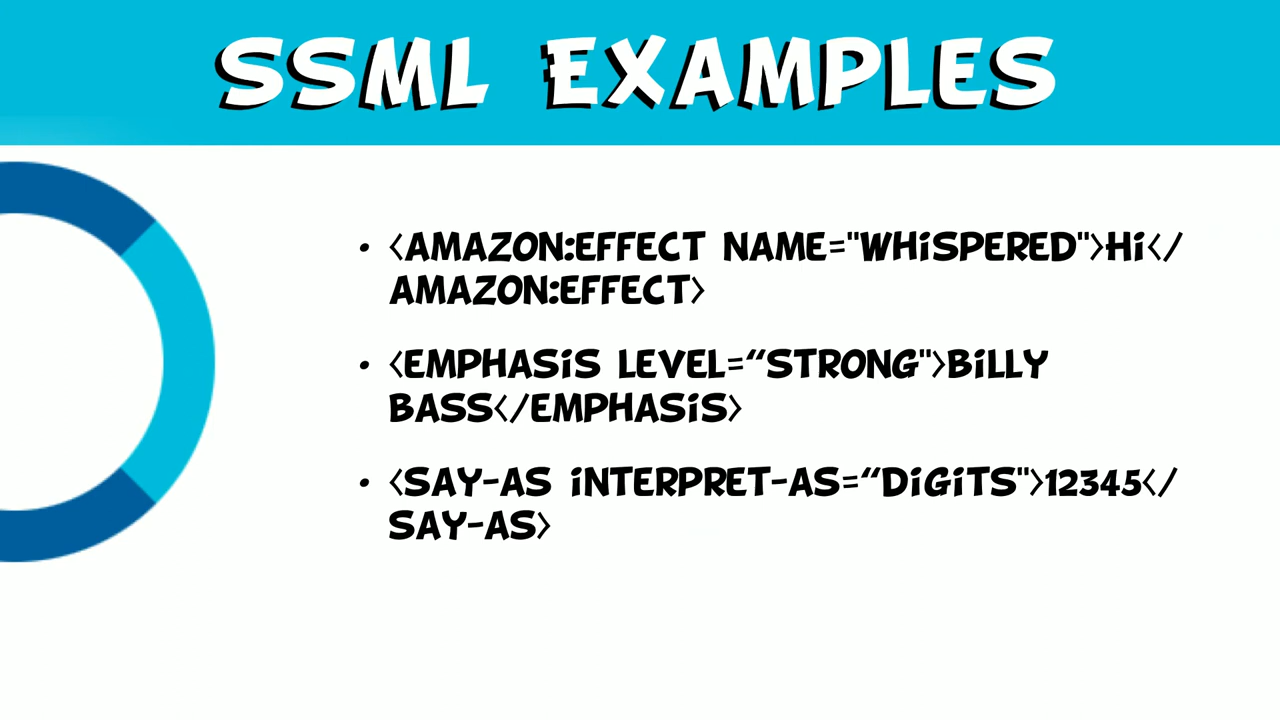 SSML EXAMPLES
• <AMAZON:EFFECT NAME="WHiSPERED">Hi</
AMAZON:EFFECT>
• <EMPHASiS LEVEL=“STRONG">BiLLY
BASS</EMPHASiS>
• <SAY-AS iNTERPRET-AS=“DiGiTS">12345</
SAY-AS>